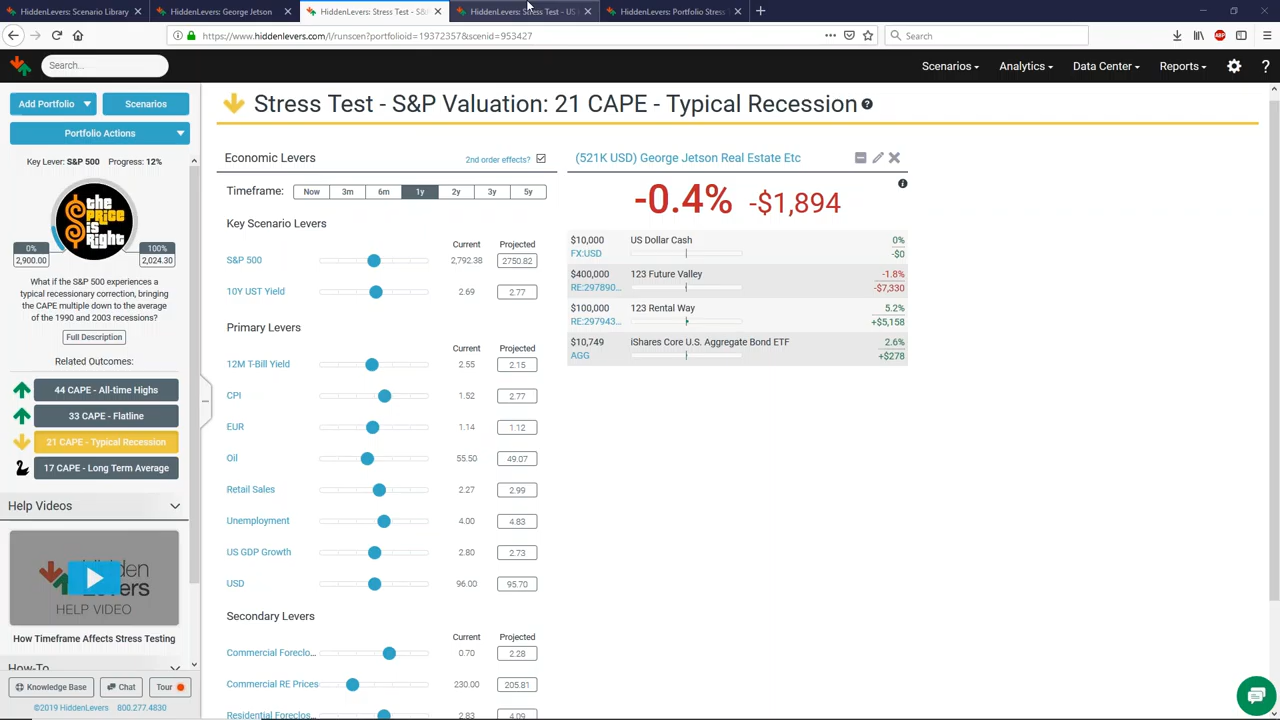 HiddenLevers: Scenario Library
HiddenLevers: George Jetson
HiddenLevers: Stress Test - S&P
HiddenLevers: Stress Test - US
HiddenLevers: Portfolio Stress
https://www.hiddenlevers.com/l/runscen?portfolioid=19372357&scenid=953427
Search
Search...
Scenarios
Analytics
Data Center
Reports
?
Add Portfolio
Scenarios
Portfolio Actions
Key Lever: S&P 500 Progress: 12%
the
PRICE
is
Right
0%
2,900.00
100%
2,024.30
What if the S&P 500 experiences a
typical recessionary correction, bringing
the CAPE multiple down to the average
of the 1990 and 2003 recessions?
Full Description
Related Outcomes:
44 CAPE - All-time Highs
33 CAPE - Flatline
21 CAPE - Typical Recession
17 CAPE - Long Term Average
Help Videos
Hidden
Levers
HELP VIDEO
How Timeframe Affects Stress Testing
How-To
Knowledge Base
Chat
Tour
©2019 HiddenLevers 800.277.4830
Stress Test - S&P Valuation: 21 CAPE - Typical Recession
Economic Levers
2nd order effects?
Timeframe:
Now 3m 6m 1y 2y 3y 5y
Key Scenario Levers
Current Projected
S&P 500 2,792.38 2750.82
10Y UST Yield 2.69 2.77
Primary Levers
Current Projected
12M T-Bill Yield 2.55 2.15
CPI 1.52 2.77
EUR 1.14 1.12
Oil 55.50 49.07
Retail Sales 2.27 2.99
Unemployment 4.00 4.83
US GDP Growth 2.80 2.73
USD 96.00 95.70
Secondary Levers
Current Projected
Commercial Foreclo... 0.70 2.28
Commercial RE Prices 230.00 205.81
Residential Foreclos... 2.83 4.09
(521K USD) George Jetson Real Estate Etc
-0.4% -$1,894
$10,000 US Dollar Cash 0%
FX:USD -$0
$400,000 123 Future Valley -1.8%
RE:297890... -$7,330
$100,000 123 Rental Way 5.2%
RE:297943... +$5,158
$10,749 iShares Core U.S. Aggregate Bond ETF 2.6%
AGG +$278